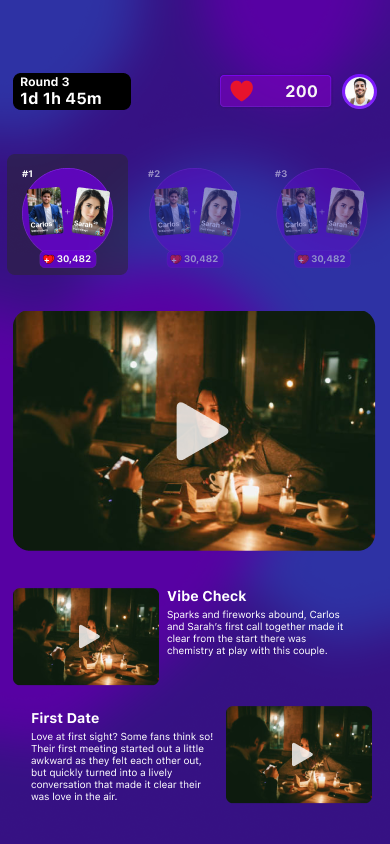 Round 3
1d 1h 45m
200
#1
#2
#3
Carlos
Sarah
Carlos
Sarah
Carlos
Sarah
30,482
30,482
30,482
Vibe Check
Sparks and fireworks abound, Carlos
and Sarah's first call together made it
clear from the start there was
chemistry at play with this couple.
First Date
Love at first sight? Some fans think so!
Their first meeting started out a little
awkward as they felt each other out,
but quickly turned into a lively
conversation that made it clear their
was love in the air.